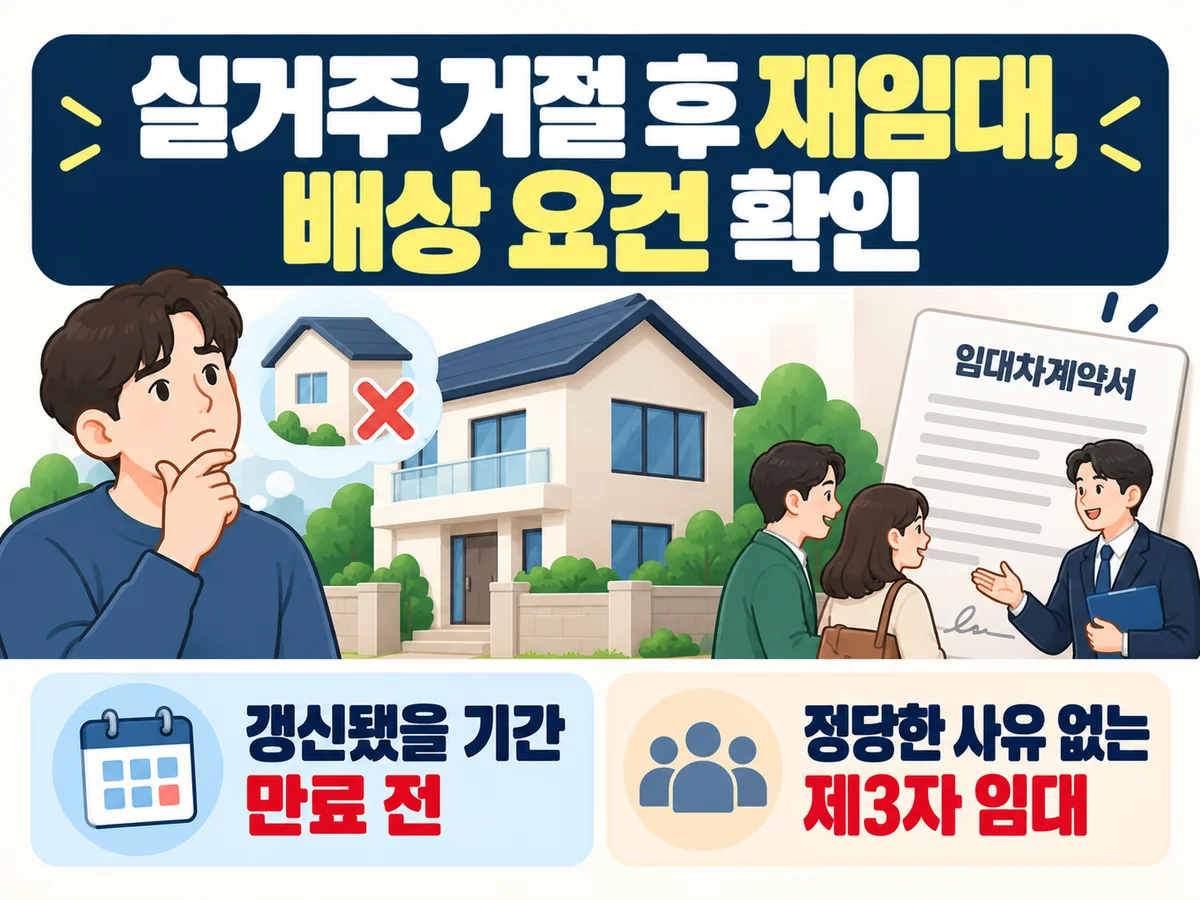 실거주 거절 후 재임대,
배상 요건 확인
임대차계약서
갱신됐을 기간
만료 전
정당한 사유 없는
제3자 임대